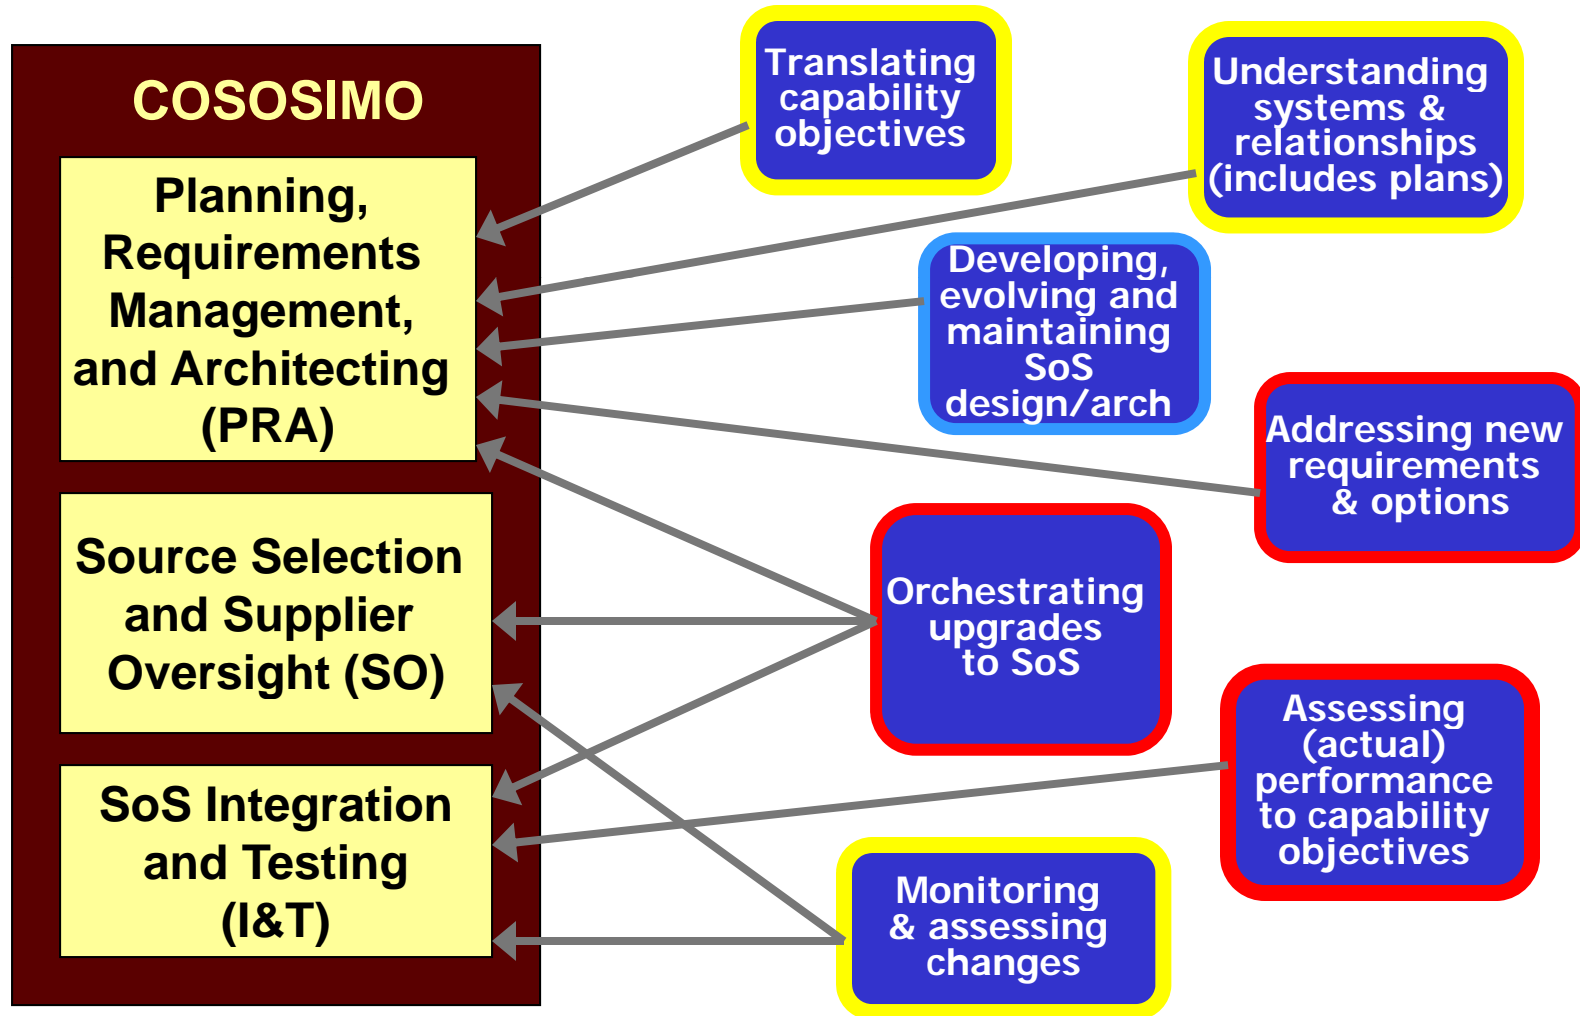 COSOSIMO
Planning,
Requirements
Management,
and Architecting
(PRA)
Source Selection
and Supplier
Oversight (SO)
SoS Integration
and Testing
(I&T)
Translating
capability
objectives
Understanding
systems &
relationships
(includes plans)
Developing,
evolving and
maintaining
SoS
design/arch
Addressing new
requirements
& options
Orchestrating
upgrades
to SoS
Assessing
(actual)
performance
to capability
objectives
Monitoring
& assessing
changes